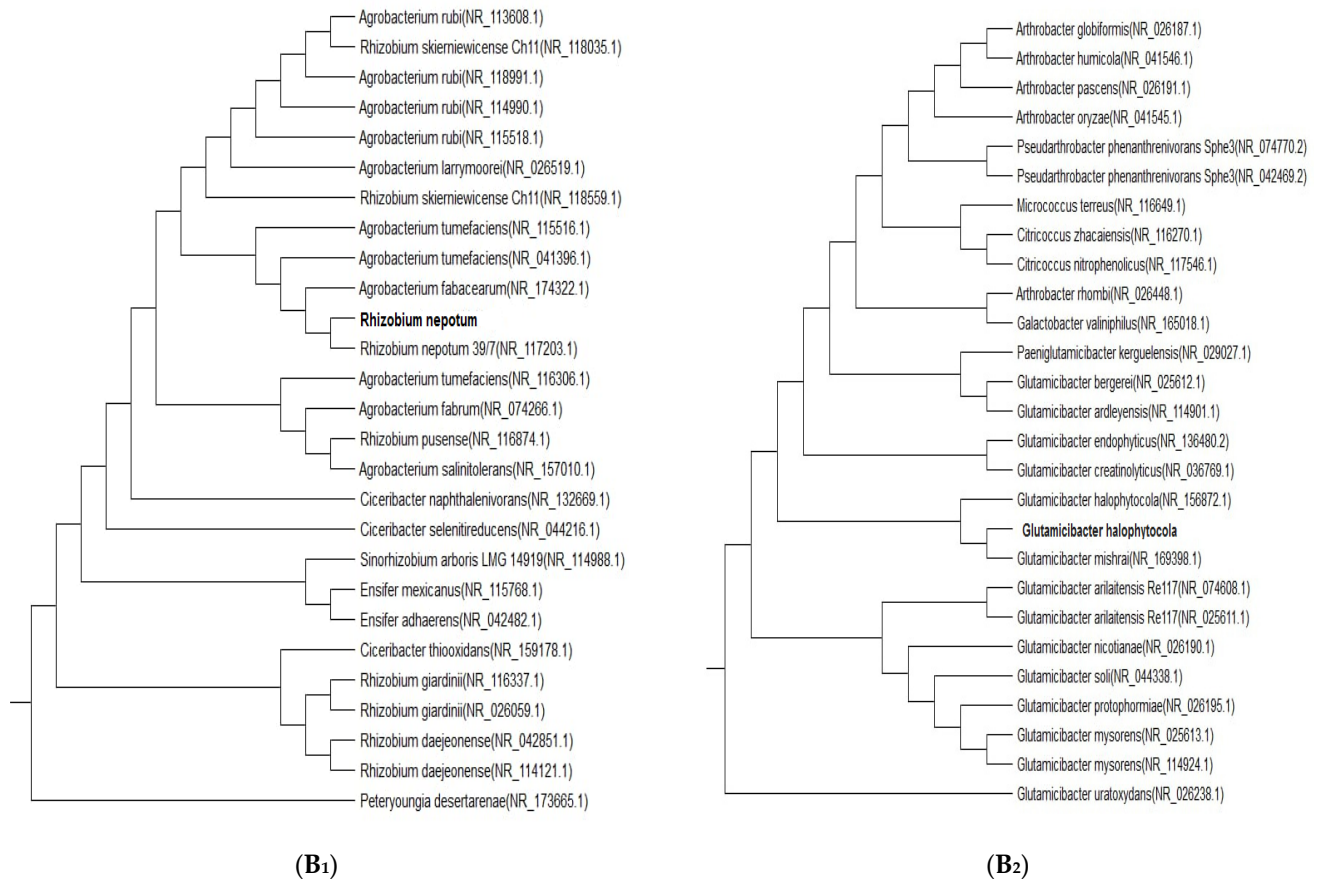 Agrobacterium rubi(NR_113608.1)
Rhizobium skierniewicense Ch11(NR_118035.1)
Agrobacterium rubi(NR_118991.1)
Agrobacterium rubi(NR_114990.1)
Agrobacterium rubi(NR_115518.1)
Agrobacterium larrymoorei(NR_026519.1)
Rhizobium skierniewicense Ch11(NR_118559.1)
Agrobacterium tumefaciens(NR_115516.1)
Agrobacterium tumefaciens(NR_041396.1)
Agrobacterium fabacearum(NR_174322.1)
Rhizobium nepotum
Rhizobium nepotum 39/7(NR_117203.1)
Agrobacterium tumefaciens(NR_116306.1)
Agrobacterium fabrum(NR_074266.1)
Rhizobium pusense(NR_116874.1)
Agrobacterium salinitolerans(NR_157010.1)
Ciceribacter naphthalenivorans(NR_132669.1)
Ciceribacter selenitireducens(NR_044216.1)
Sinorhizobium arboris LMG 14919(NR_114988.1)
Ensifer mexicanus(NR_115768.1)
Ensifer adhaerens(NR_042482.1)
Ciceribacter thiooxidans(NR_159178.1)
Rhizobium giardinii(NR_116337.1)
Rhizobium giardinii(NR_026059.1)
Rhizobium daejeonense(NR_042851.1)
Rhizobium daejeonense(NR_114121.1)
Peteryoungia desertarenae(NR_173665.1)
(B1)
Arthrobacter globiformis(NR_026187.1)
Arthrobacter humicola(NR_041546.1)
Arthrobacter pascens(NR_026191.1)
Arthrobacter oryzae(NR_041545.1)
Pseudarthrobacter phenanthrenivorans Sphe3(NR_074770.2)
Pseudarthrobacter phenanthrenivorans Sphe3(NR_042469.2)
Micrococcus terreus(NR_116649.1)
Citricoccus zhacaiensis(NR_116270.1)
Citricoccus nitrophenolicus(NR_117546.1)
Arthrobacter rhombi(NR_026448.1)
Galactobacter valiniphilus(NR_165018.1)
Paeniglutamicibacter kerguelensis(NR_029027.1)
Glutamicibacter bergerei(NR_025612.1)
Glutamicibacter ardleyensis(NR_114901.1)
Glutamicibacter endophyticus(NR_136480.2)
Glutamicibacter creatinolyticus(NR_036769.1)
Glutamicibacter halophytocola(NR_156872.1)
Glutamicibacter halophytocola
Glutamicibacter mishrai(NR_169398.1)
Glutamicibacter arilaitensis Re117(NR_074608.1)
Glutamicibacter arilaitensis Re117(NR_025611.1)
Glutamicibacter nicotianae(NR_026190.1)
Glutamicibacter soli(NR_044338.1)
Glutamicibacter protophormiae(NR_026195.1)
Glutamicibacter mysorens(NR_025613.1)
Glutamicibacter mysorens(NR_114924.1)
Glutamicibacter uratoxydans(NR_026238.1)
(B2)